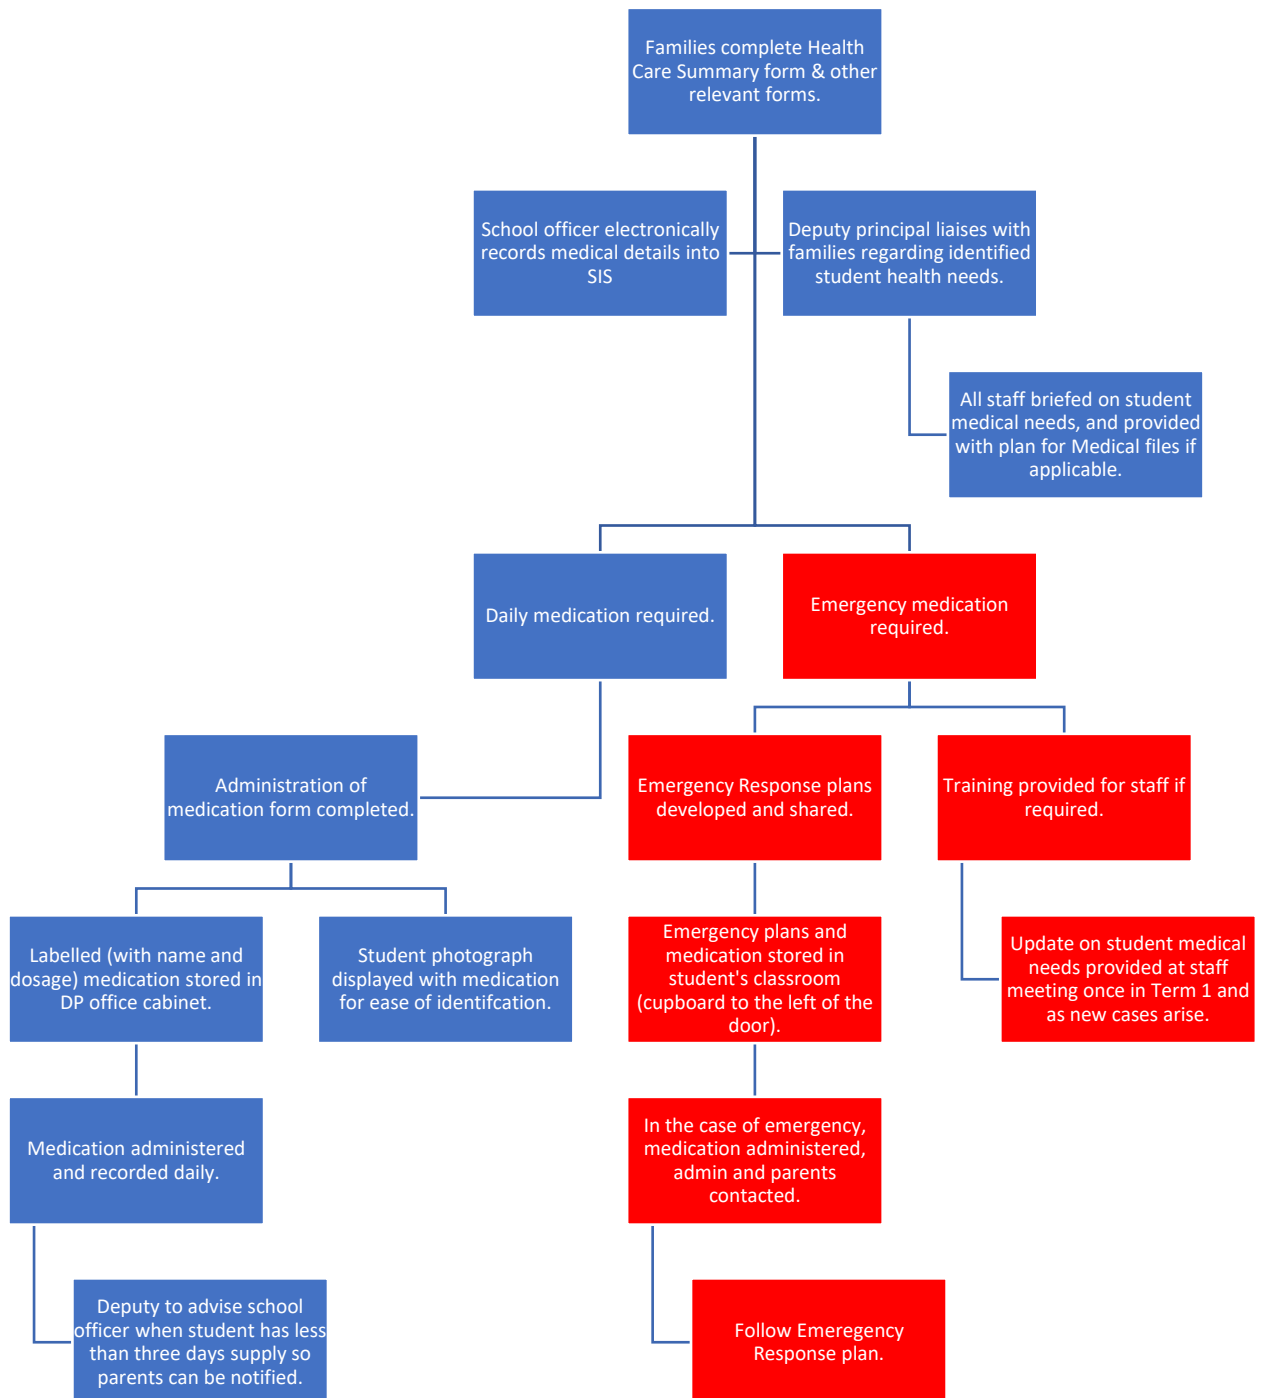 Families complete Health
Care Summary form & other
relevant forms.
School officer electronically
records medical details into
SIS
Deputy principal liaises with
families regarding identified
student health needs.
All staff briefed on student
medical needs, and provided
with plan for Medical files if
applicable.
Daily medication required.
Emergency medication
required.
Administration of
medication form completed.
Emergency Response plans
developed and shared.
Training provided for staff if
required.
Labelled (with name and
dosage) medication stored in
DP office cabinet.
Student photograph
displayed with medication
for ease of identifcation.
Emergency plans and
medication stored in
student's classroom
(cupboard to the left of the
door).
Update on student medical
needs provided at staff
meeting once in Term 1 and
as new cases arise.
Medication administered
and recorded daily.
In the case of emergency,
medication administered,
admin and parents
contacted.
Deputy to advise school
officer when student has less
than three days supply so
parents can be notified.
Follow Emeregency
Response plan.